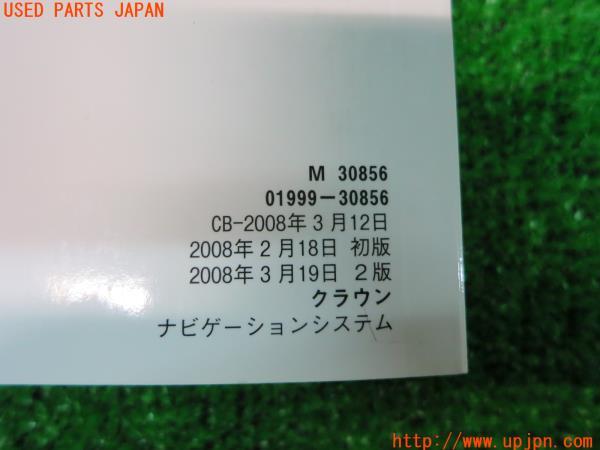 USED PARTS JAPAN
M 30856
01999-30856
CB-2008年3月12日
2008年2月18日 初版
2008年3月19日 2版
クラウン
ナビゲーションシステム
http://www.upjpn.com/